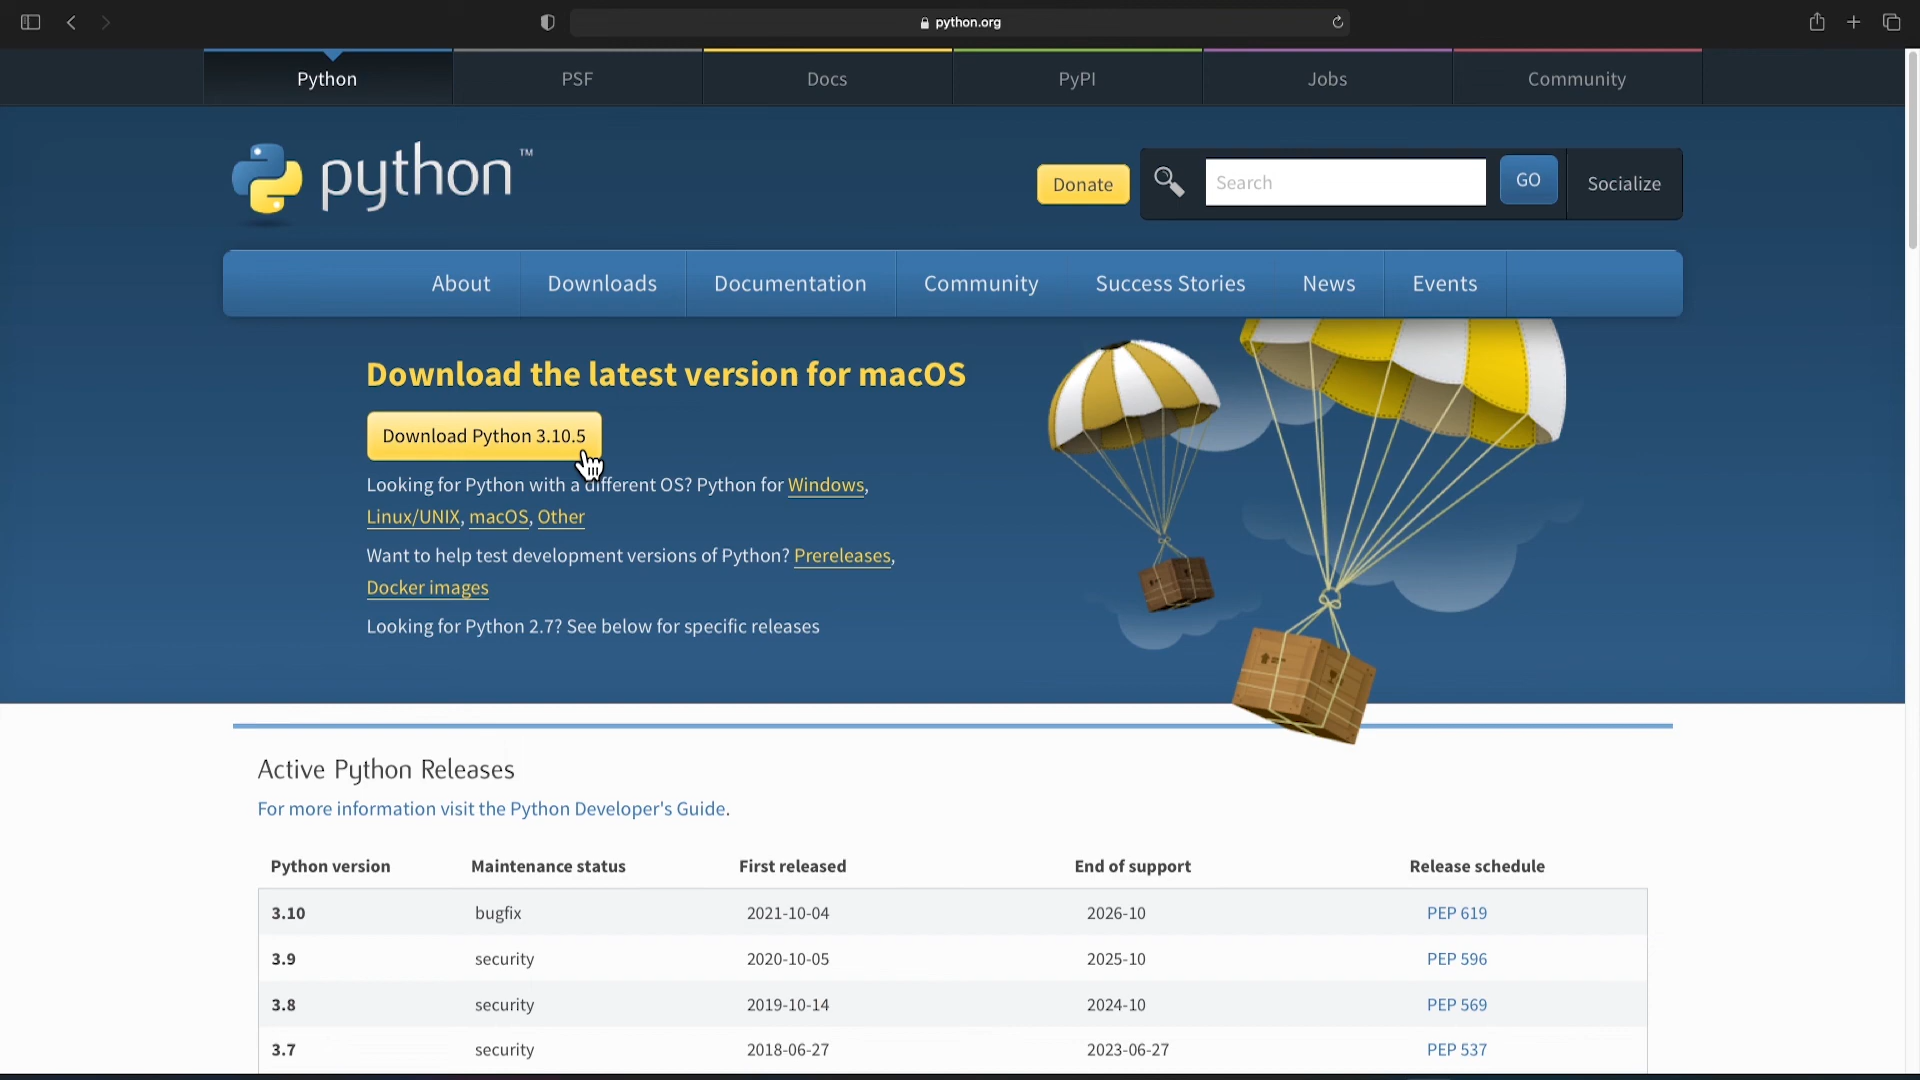 python.org
Python PSF Docs PyPI Jobs Community
python™
Donate Search GO Socialize
About Downloads Documentation Community Success Stories News Events
Download the latest version for macOS
Download Python 3.10.5
Looking for Python with a different OS? Python for Windows,
Linux/UNIX, macOS, Other
Want to help test development versions of Python? Prereleases,
Docker images
Looking for Python 2.7? See below for specific releases
Active Python Releases
For more information visit the Python Developer's Guide.
Python version Maintenance status First released End of support Release schedule
3.10 bugfix 2021-10-04 2026-10 PEP 619
3.9 security 2020-10-05 2025-10 PEP 596
3.8 security 2019-10-14 2024-10 PEP 569
3.7 security 2018-06-27 2023-06-27 PEP 537